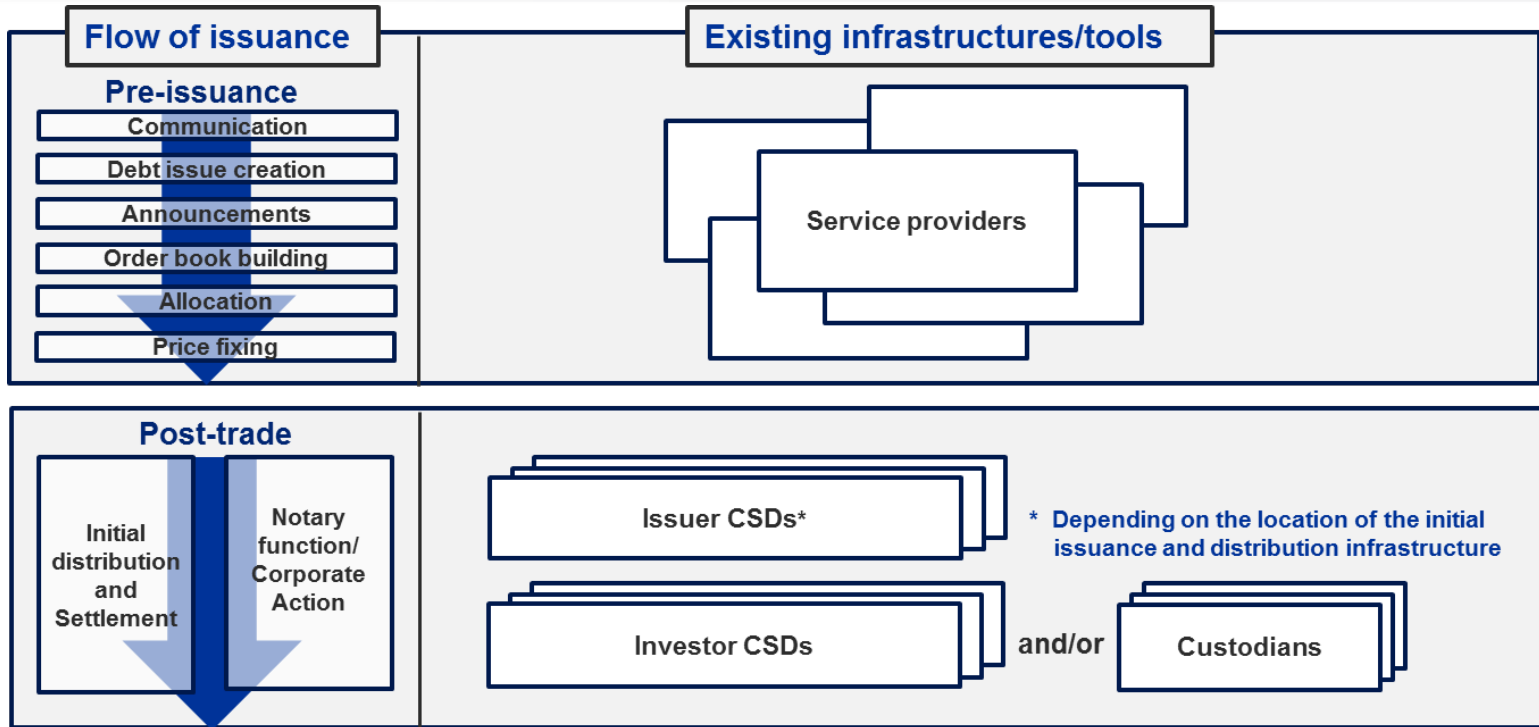 Flow of issuance
Existing infrastructures/tools
Pre-issuance
Communication
Debt issue creation
Announcements
Order book building
Allocation
Price fixing
Service providers
Post-trade
Initial
distribution
and
Settlement
Notary
function/
Corporate
Action
Issuer CSDs*
* Depending on the location of the initial
issuance and distribution infrastructure
Investor CSDs
and/or
Custodians